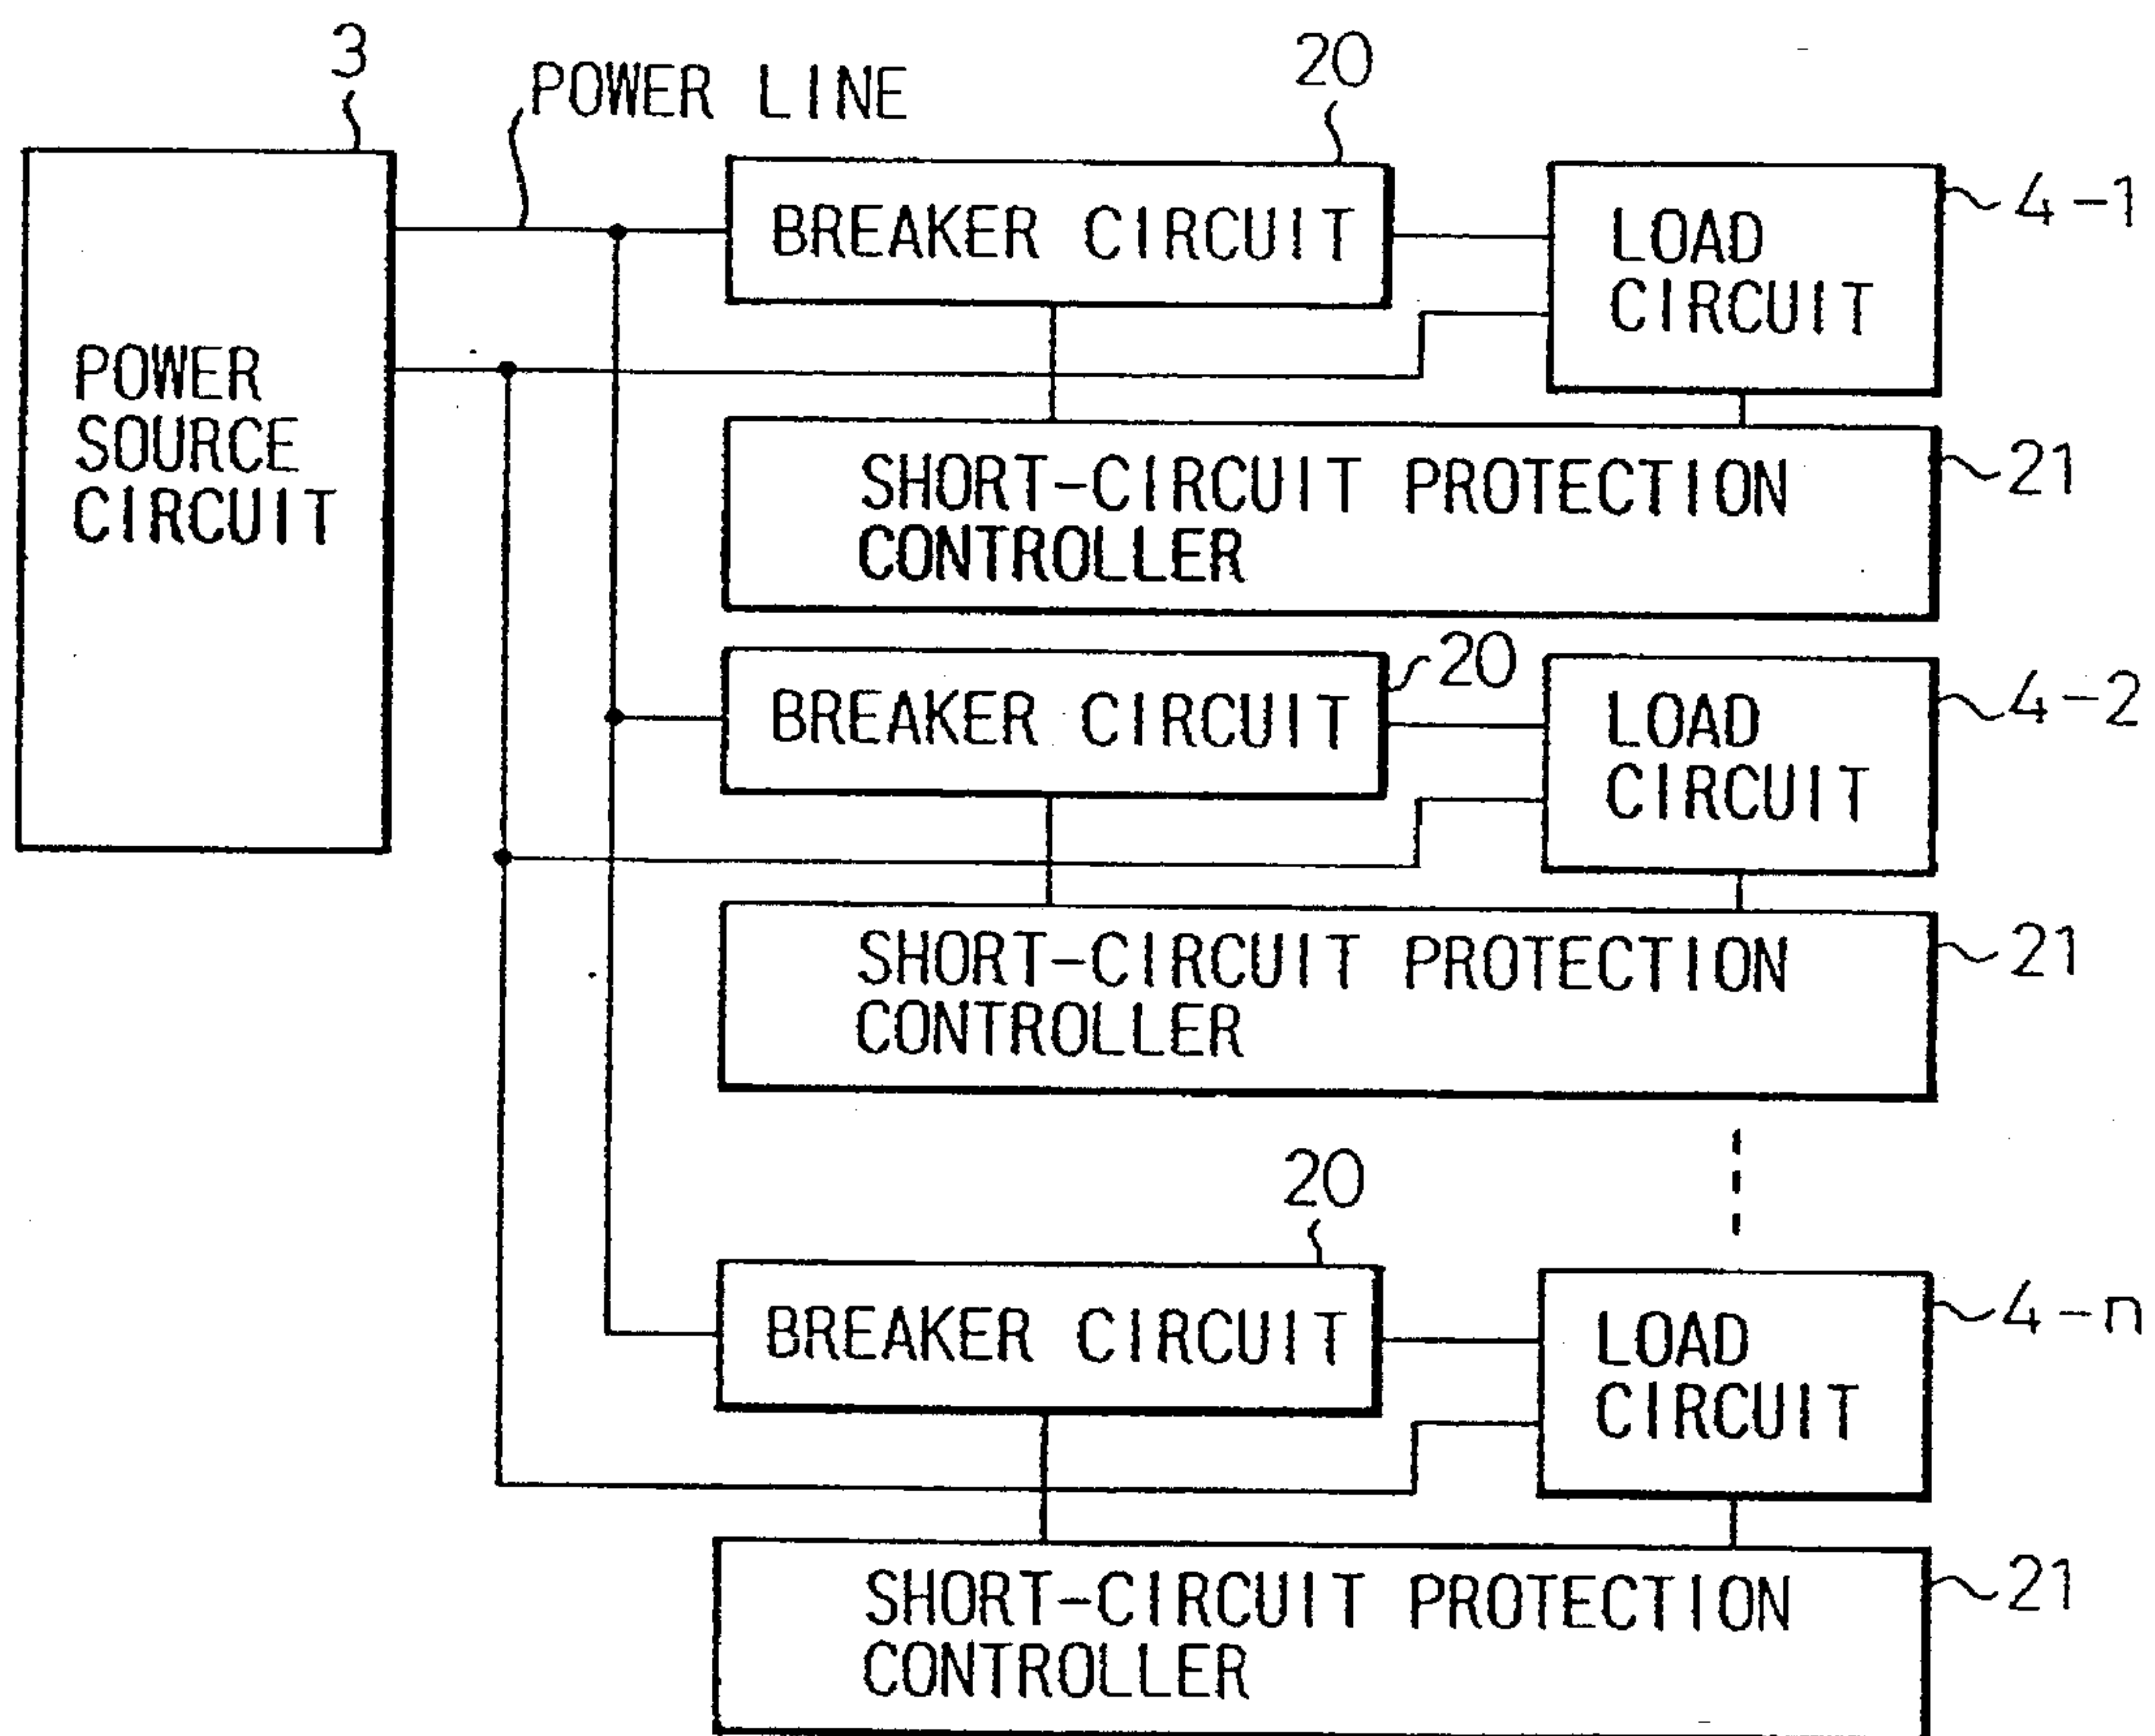 3
POWER LINE
20
BREAKER CIRCUIT
LOAD
CIRCUIT
4-1
POWER
SOURCE
CIRCUIT
SHORT-CIRCUIT PROTECTION
CONTROLLER
21
BREAKER CIRCUIT
20
LOAD
CIRCUIT
4-2
SHORT-CIRCUIT PROTECTION
CONTROLLER
21
20
BREAKER CIRCUIT
LOAD
CIRCUIT
4-n
SHORT-CIRCUIT PROTECTION
CONTROLLER
21